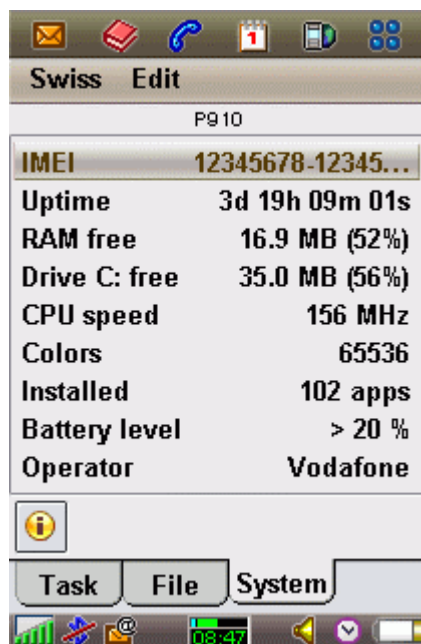 1
Swiss Edit
P910
IMEI 12345678-12345...
Uptime 3d 19h 09m 01s
RAM free 16.9 MB (52%)
Drive C: free 35.0 MB (56%)
CPU speed 156 MHz
Colors 65536
Installed 102 apps
Battery level > 20 %
Operator Vodafone
Task File System
08:47